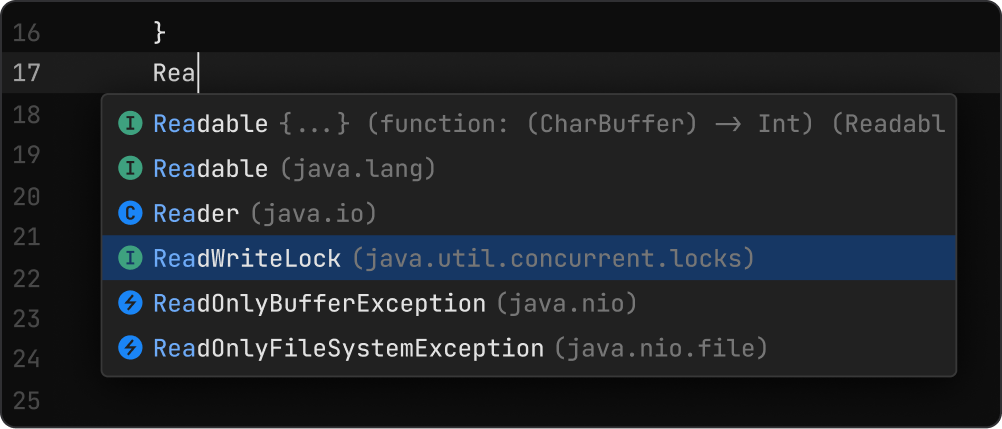 16 }
17 Rea
18
I Readable {...} (function: (CharBuffer) -> Int) (Readabl
19
I Readable (java.lang)
20
C Reader (java.io)
21
I ReadWriteLock (java.util.concurrent.locks)
22
23
ReadOnlyBufferException (java.nio)
24
ReadOnlyFileSystemException (java.nio.file)
25